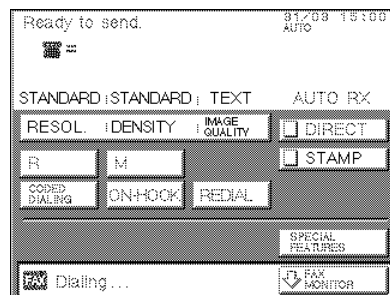 Ready to send. 31/03 15:00
AUTO
STANDARD STANDARD TEXT AUTO RX
RESOL. DENSITY IMAGE QUALITY DIRECT
STAMP
R M
CODED DIALING ON-HOOK REDIAL
SPECIAL FEATURES
FAX Dialing ... FAX MONITOR